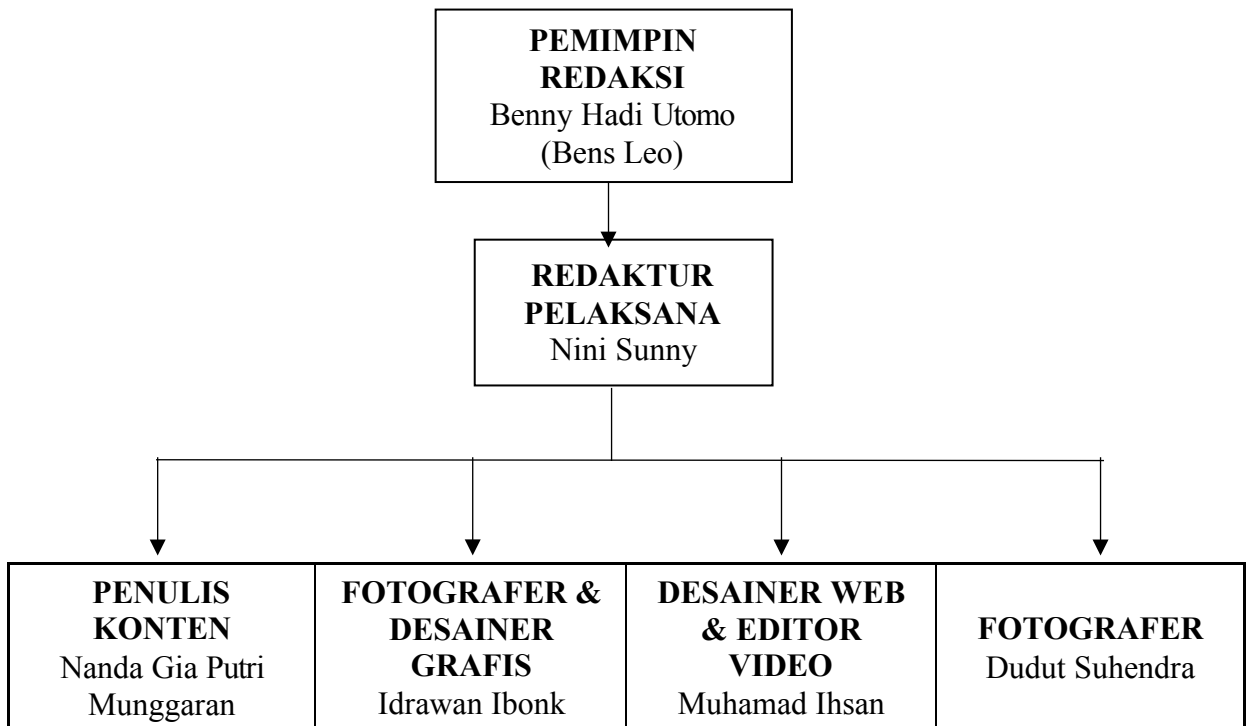 PEMIMPIN
REDAKSI
Benny Hadi Utomo
(Bens Leo)
REDAKTUR
PELAKSANA
Nini Sunny
PENULIS
KONTEN
Nanda Gia Putri
Munggaran
FOTOGRAFER &
DESAINER
GRAFIS
Idrawan Ibonk
DESAINER WEB
& EDITOR
VIDEO
Muhamad Ihsan
FOTOGRAFER
Dudut Suhendra